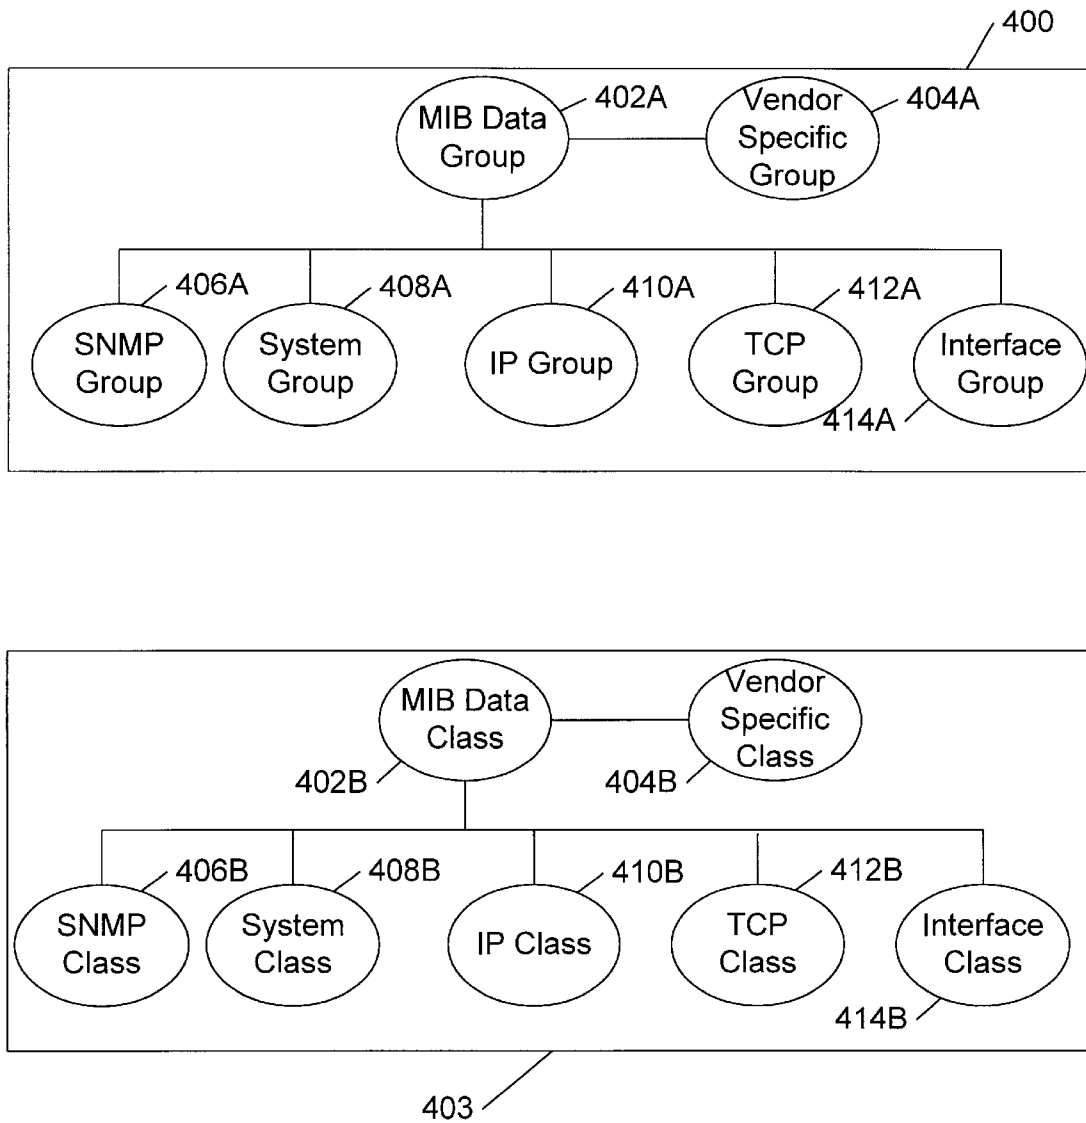 400
MIB Data
Group
402A
Vendor
Specific
Group
404A
406A
408A
410A
412A
SNMP
Group
System
Group
IP Group
TCP
Group
Interface
Group
414A
MIB Data
Class
402B
Vendor
Specific
Class
404B
406B
408B
410B
412B
SNMP
Class
System
Class
IP Class
TCP
Class
Interface
Class
414B
403